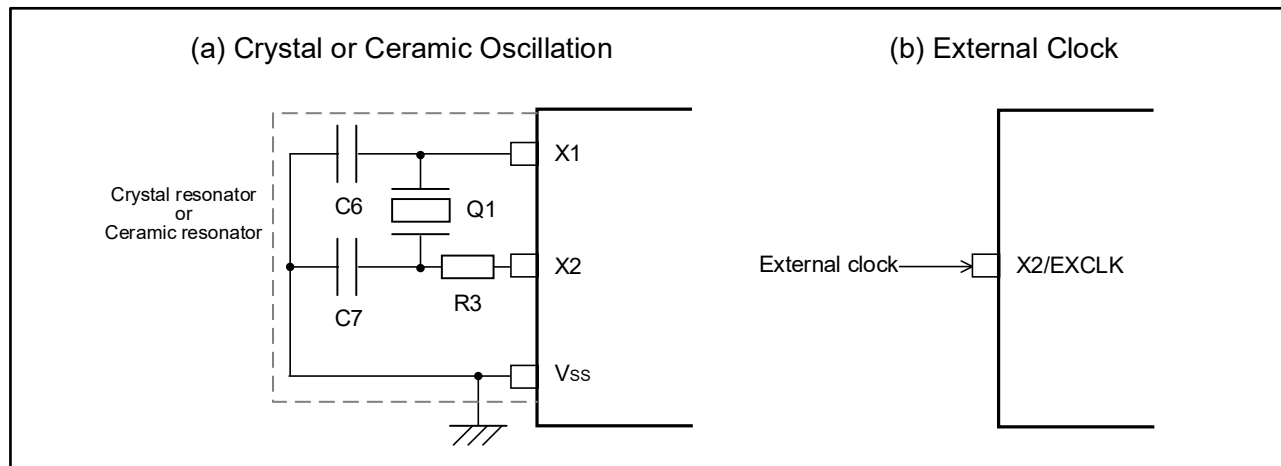 (a) Crystal or Ceramic Oscillation
(b) External Clock
X1
C6
Q1
Crystal resonator
or
Ceramic resonator
X2
R3
C7
VSS
External clock
X2/EXCLK